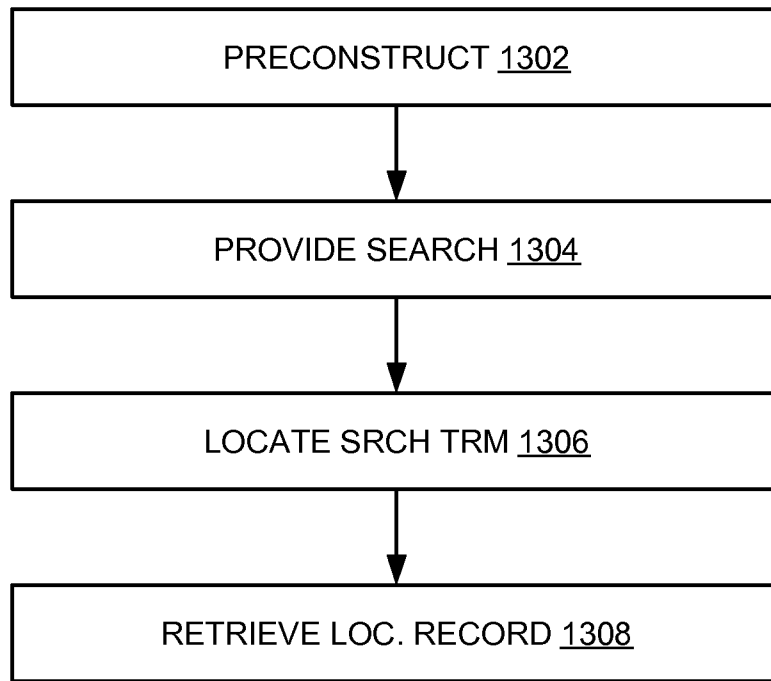 PRECONSTRUCT 1302
PROVIDE SEARCH 1304
LOCATE SRCH TRM 1306
RETRIEVE LOC. RECORD 1308